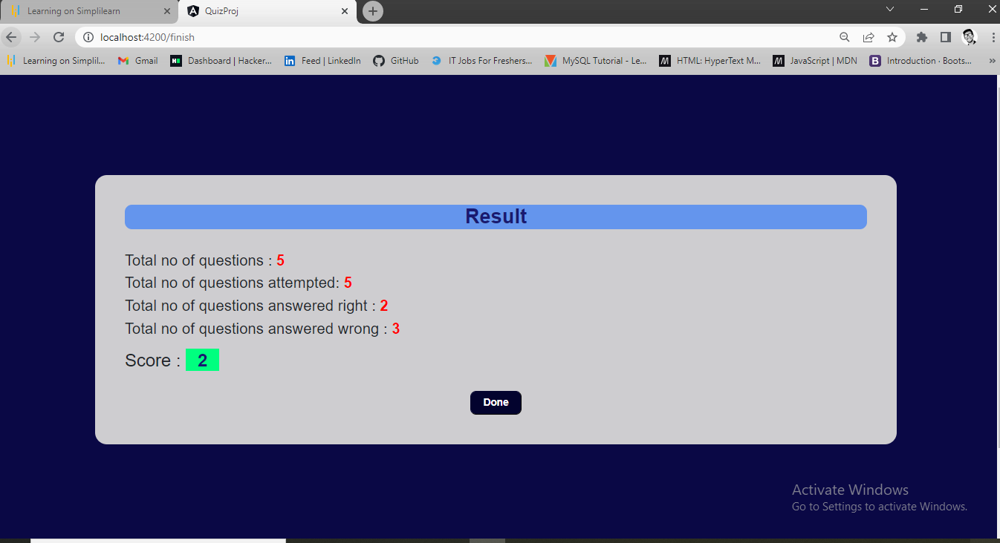 Learning on Simplilearn
QuizProj
localhost:4200/finish
Learning on Simplil...
Gmail
Dashboard | Hacker...
Feed | LinkedIn
GitHub
IT Jobs For Freshers...
MySQL Tutorial - Le...
HTML: HyperText M...
JavaScript | MDN
Introduction · Boots...
Result
Total no of questions : 5
Total no of questions attempted: 5
Total no of questions answered right : 2
Total no of questions answered wrong : 3
Score : 2
Done
Activate Windows
Go to Settings to activate Windows.